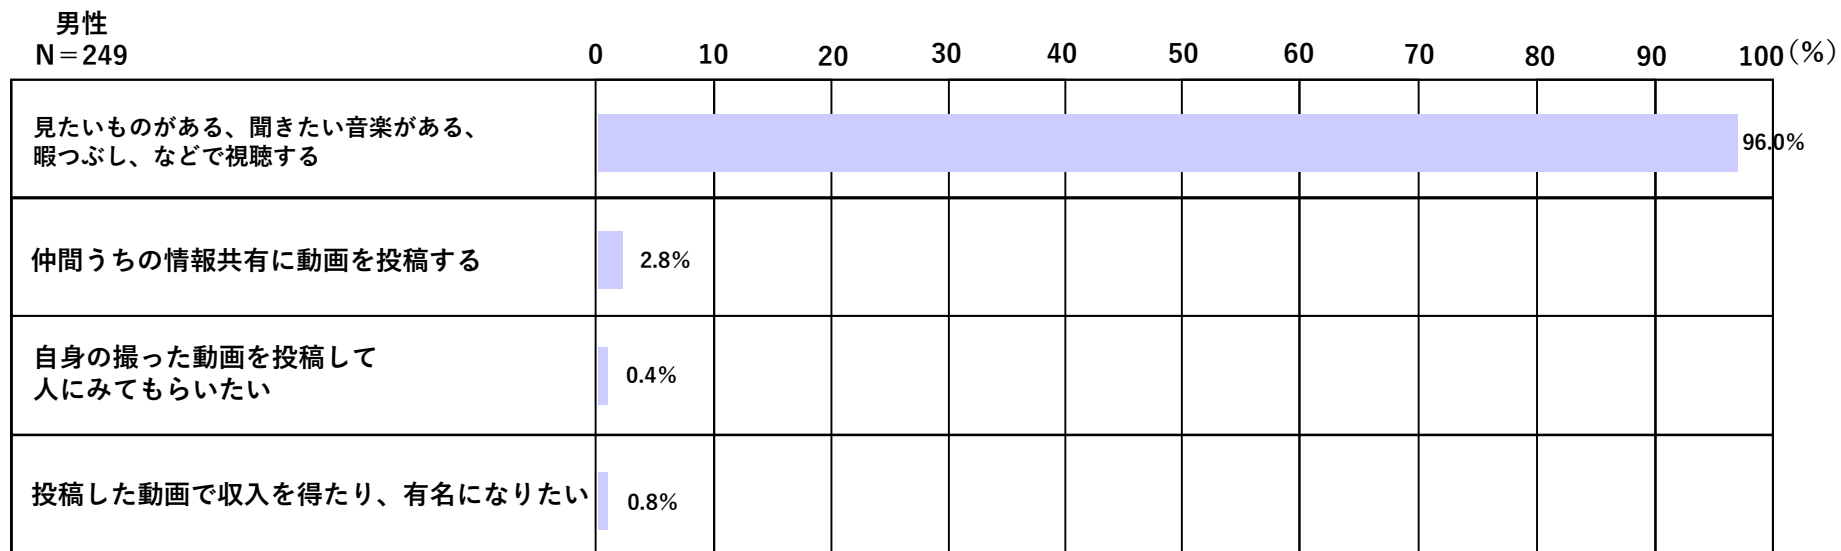 男性
N＝249
0 10 20 30 40 50 60 70 80 90 100(%)
見たいものがある、聞きたい音楽がある、
暇つぶし、などで視聴する
96.0%
仲間うちの情報共有に動画を投稿する
2.8%
自身の撮った動画を投稿して
人にみてもらいたい
0.4%
投稿した動画で収入を得たり、有名になりたい
0.8%